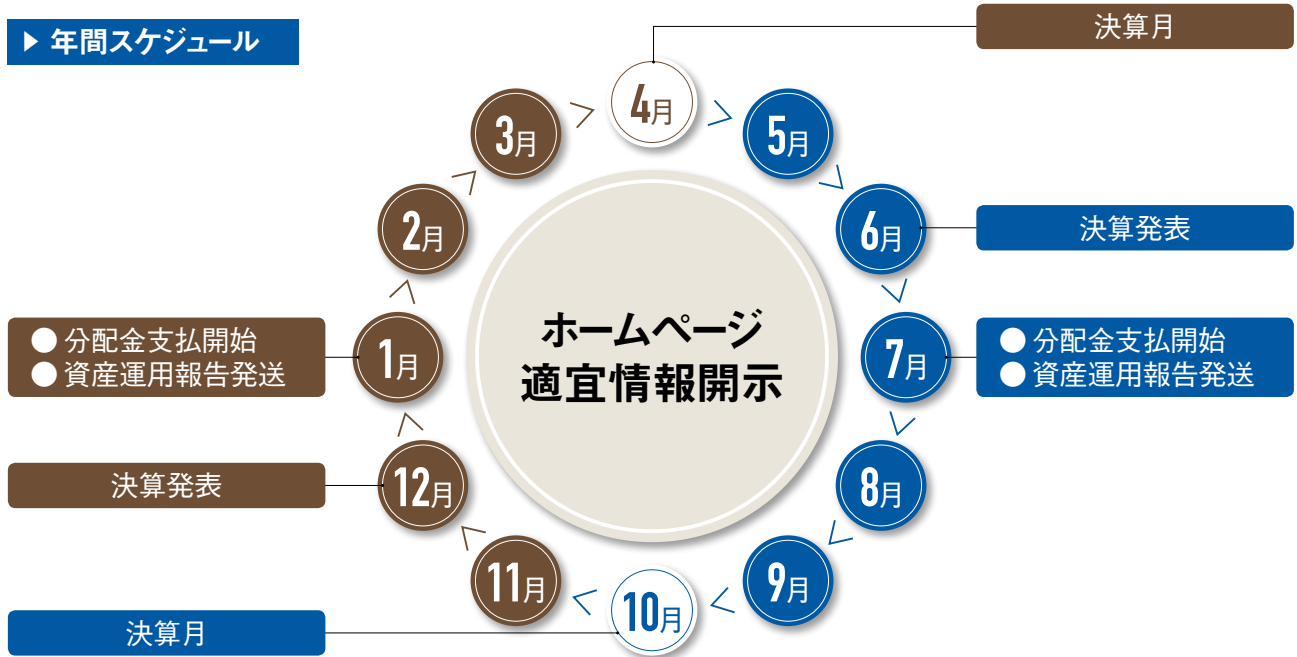 年間スケジュール
決算月
4月
5月
6月
決算発表
7月
● 分配金支払開始
● 資産運用報告発送
8月
9月
10月
決算月
11月
12月
決算発表
1月
● 分配金支払開始
● 資産運用報告発送
2月
3月
ホームページ
適宜情報開示